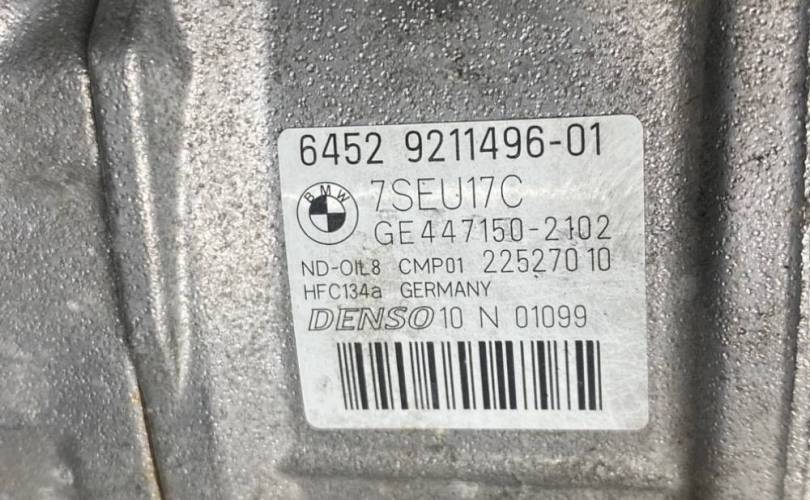 6452 9211496-01
BMW 7SEU17C
GE447150-2102
ND-OIL8 CMP01 22527010
HFC134a GERMANY
DENSO 10 N 01099